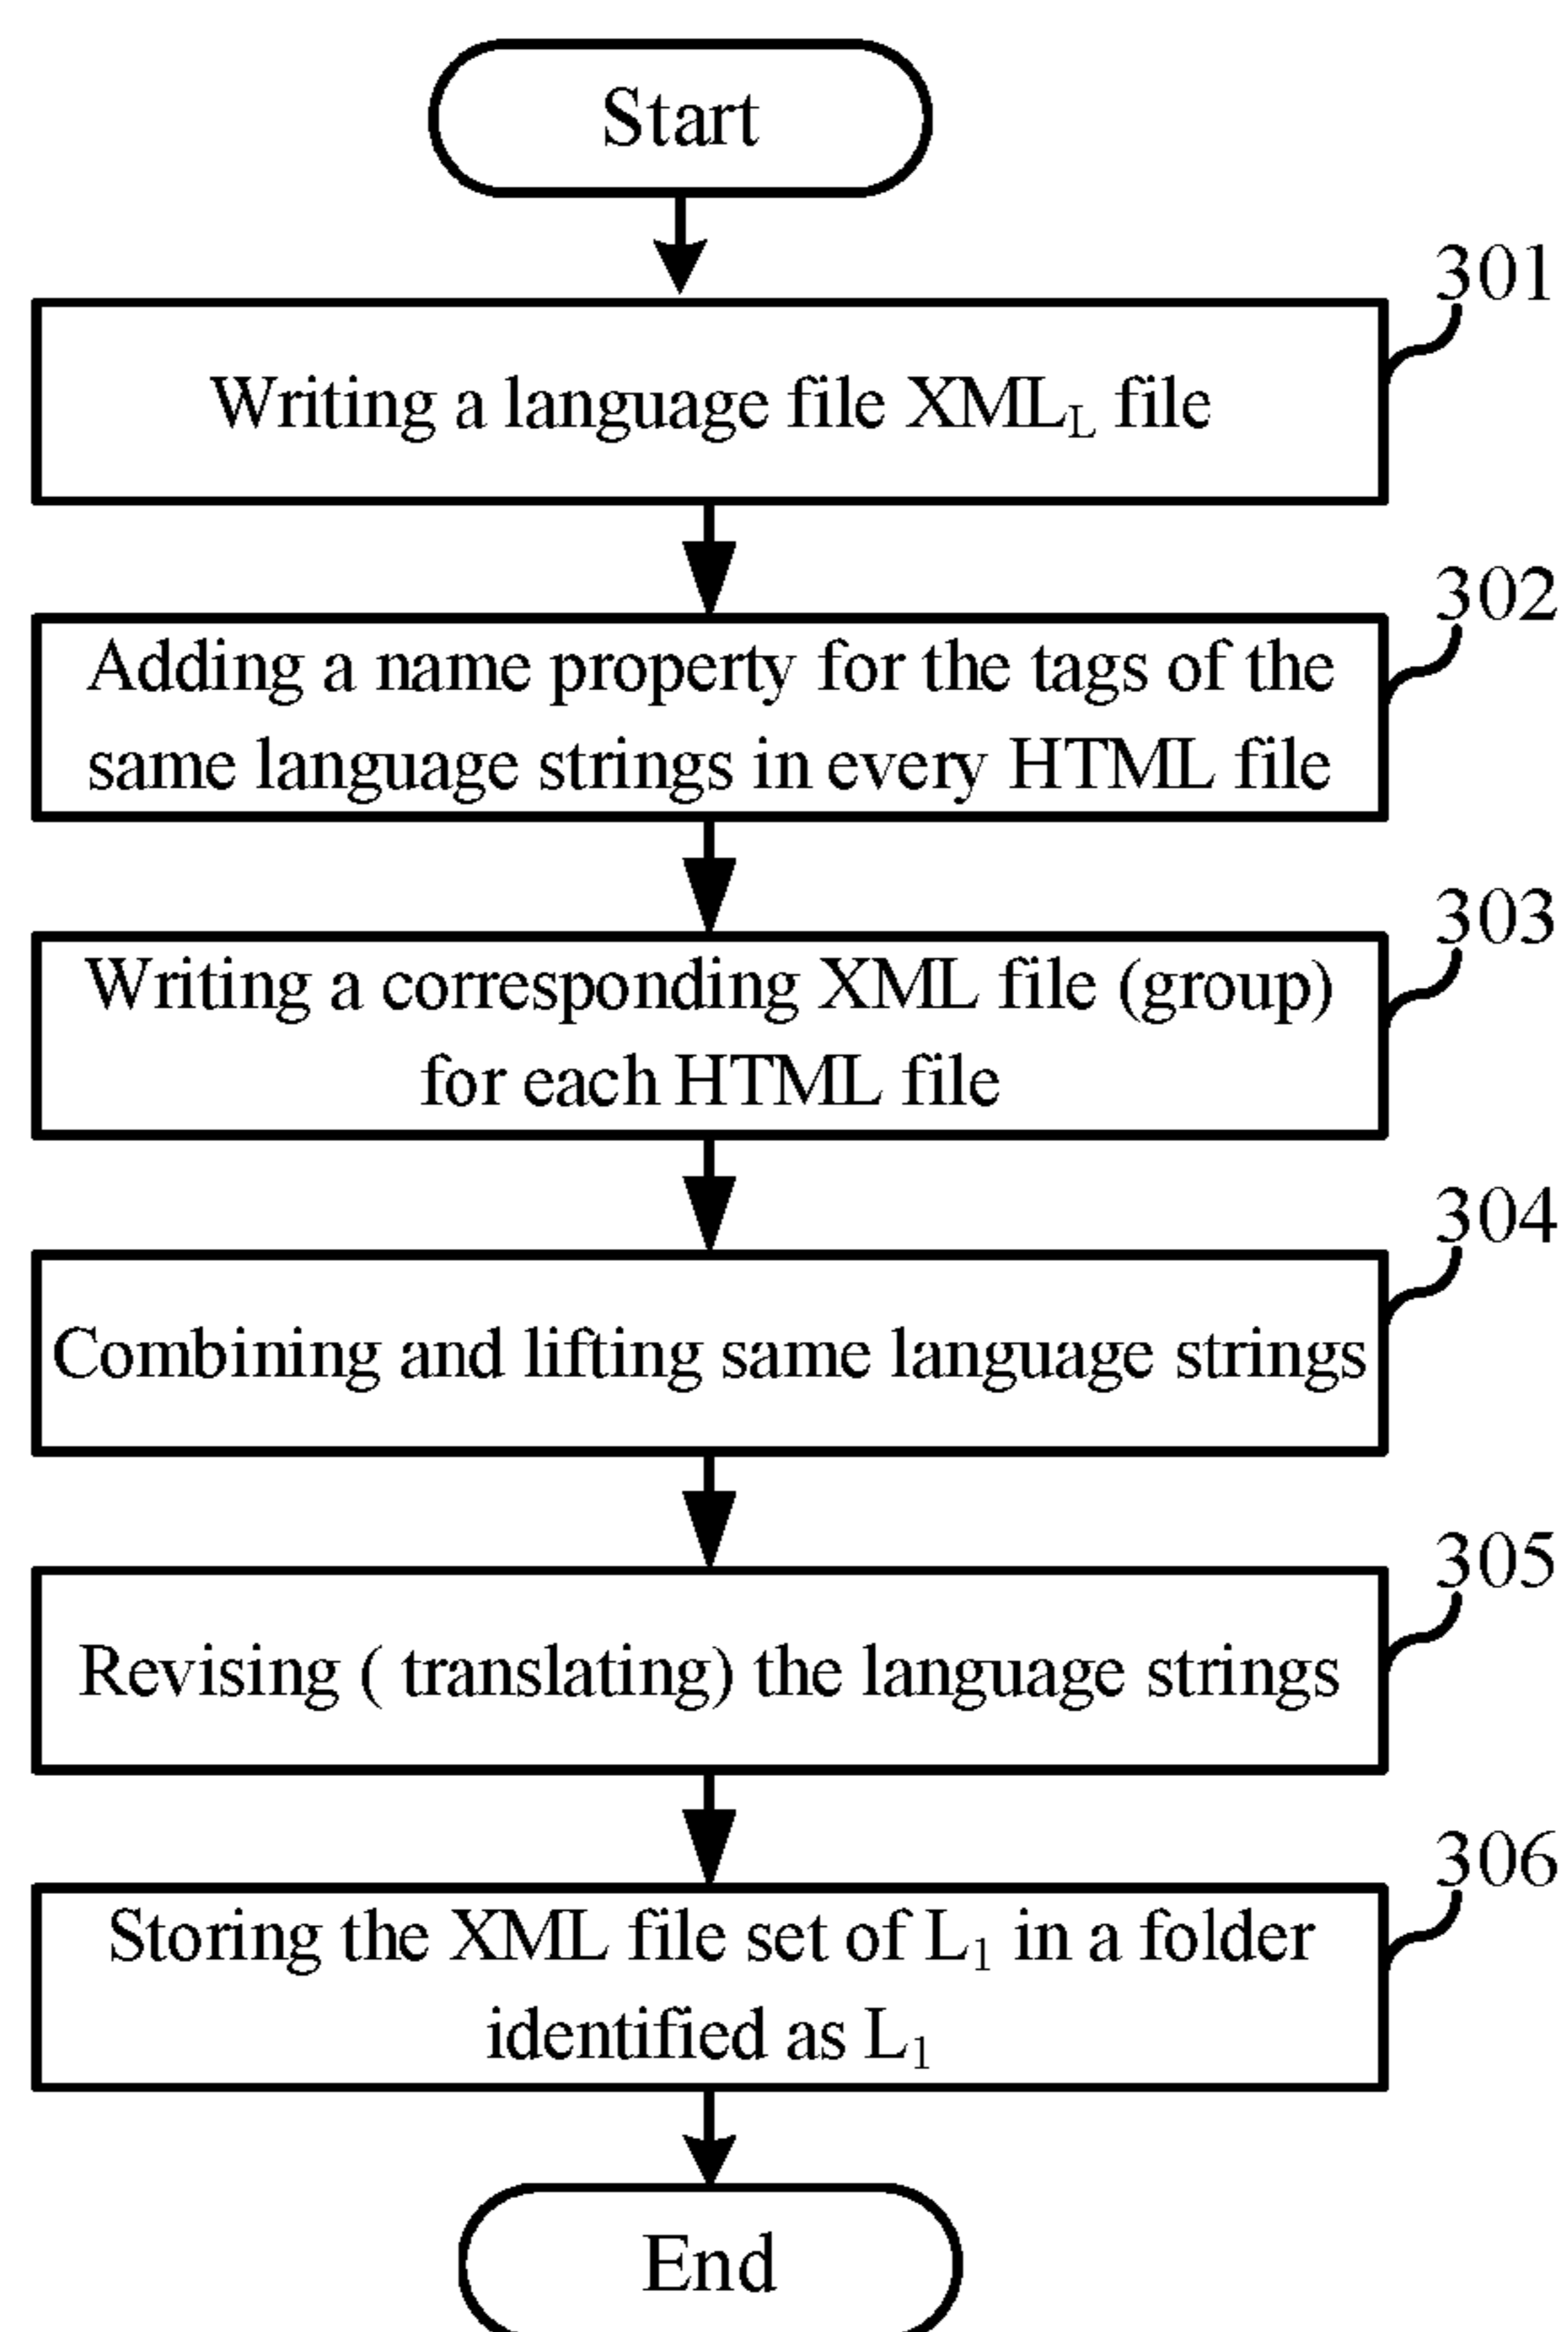 Start
301
Writing a language file XML_L file
302
Adding a name property for the tags of the
same language strings in every HTML file
303
Writing a corresponding XML file (group)
for each HTML file
304
Combining and lifting same language strings
305
Revising ( translating) the language strings
306
Storing the XML file set of L₁ in a folder
identified as L₁
End